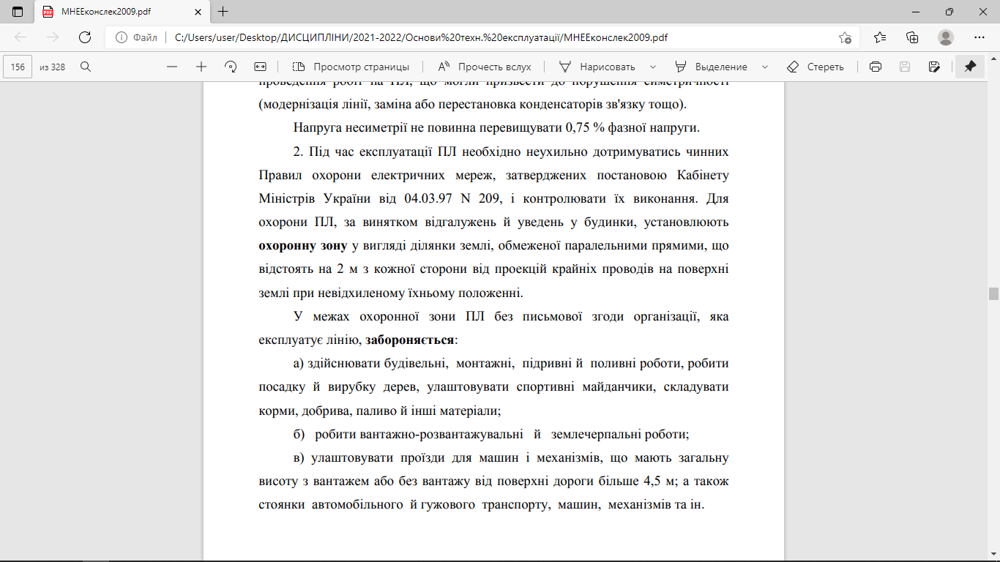 МНЕЕконслек2009.pdf
Файл C:/Users/user/Desktop/ДИСЦИПЛІНИ/2021-2022/Основи%20техн.%20експлуатації/МНЕЕконслек2009.pdf
156 из 328 Просмотр страницы Прочесть вслух Нарисовать Выделение Стереть
проведення робіт на ПЛ, що могли призвести до порушення симетричності
(модернізація лінії, заміна або перестановка конденсаторів зв'язку тощо).
Напруга несиметрії не повинна перевищувати 0,75 % фазної напруги.
2. Під час експлуатації ПЛ необхідно неухильно дотримуватись чинних
Правил охорони електричних мереж, затверджених постановою Кабінету
Міністрів України від 04.03.97 N 209, і контролювати їх виконання. Для
охорони ПЛ, за винятком відгалужень й уведень у будинки, установлюють
охоронну зону у вигляді ділянки землі, обмеженої паралельними прямими, що
відстоять на 2 м з кожної сторони від проекцій крайніх проводів на поверхні
землі при невідхиленому їхньому положенні.
У межах охоронної зони ПЛ без письмової згоди організації, яка
експлуатує лінію, забороняється:
а) здійснювати будівельні, монтажні, підривні й поливні роботи, робити
посадку й вирубку дерев, улаштовувати спортивні майданчики, складувати
корми, добрива, паливо й інші матеріали;
б) робити вантажно-розвантажувальні й землечерпальні роботи;
в) улаштовувати проїзди для машин і механізмів, що мають загальну
висоту з вантажем або без вантажу від поверхні дороги більше 4,5 м; а також
стоянки автомобільного й гужового транспорту, машин, механізмів та ін.